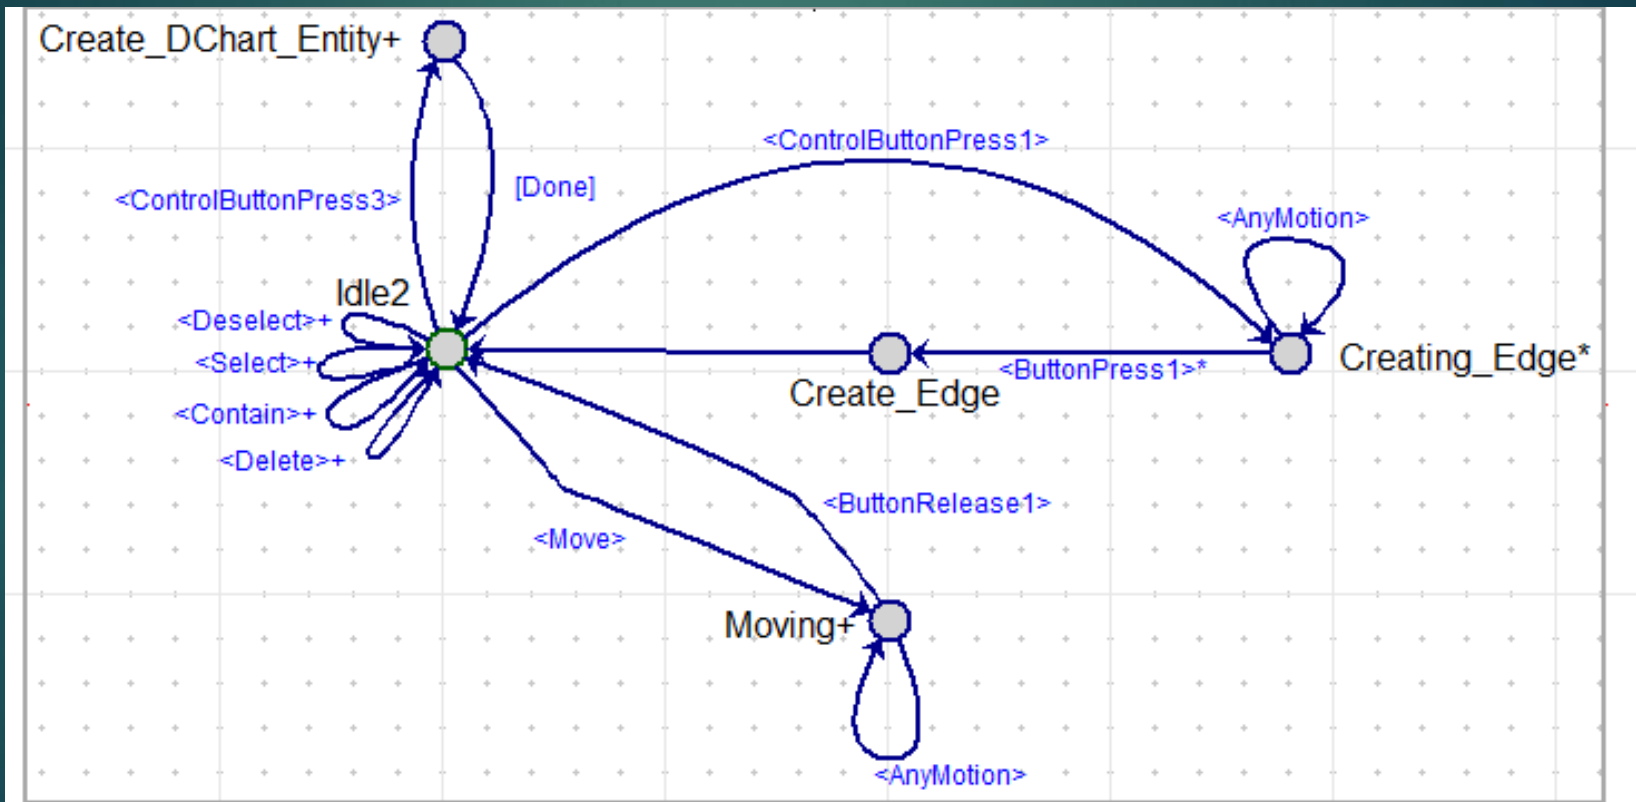 Create_DChart_Entity+
<ControlButtonPress1>
<ControlButtonPress3>
[Done]
<AnyMotion>
Idle2
<Deselect>+
<Select>+
<Contain>+
<Delete>+
<ButtonPress1>*
Creating_Edge*
Create_Edge
<ButtonRelease1>
<Move>
Moving+
<AnyMotion>